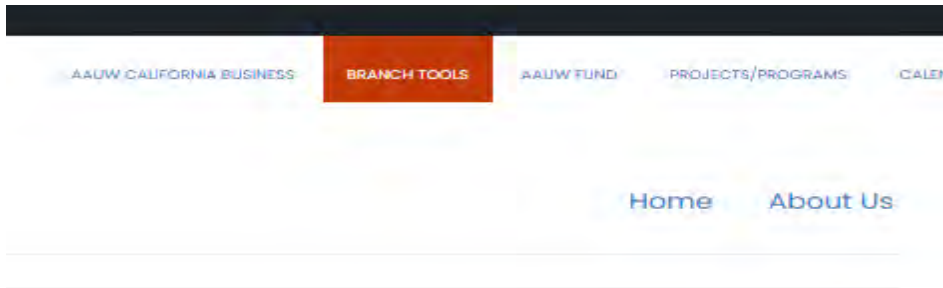 AAUW CALIFORNIA BUSINESS BRANCH TOOLS AAUW FUND PROJECTS/PROGRAMS
Home About Us